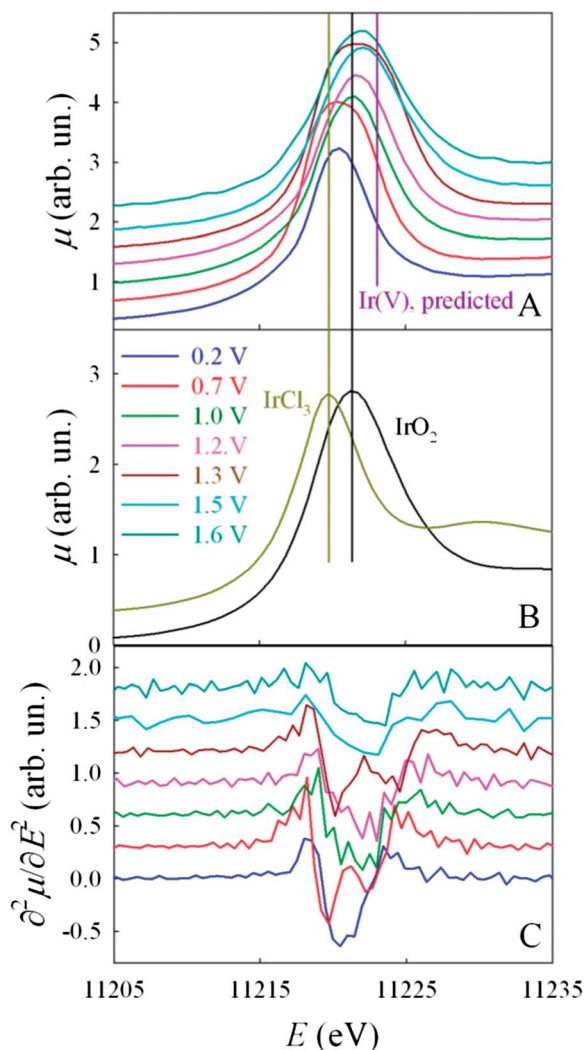 5
4
3
2
1
μ (arb. un.)
Ir(V), predicted
A
3
2
1
0
μ (arb. un.)
0.2 V
0.7 V
1.0 V
1.2 V
1.3 V
1.5 V
1.6 V
IrCl₃
IrO₂
B
2.0
1.5
1.0
0.5
0.0
-0.5
∂²μ/∂E² (arb. un.)
C
11205 11215 11225 11235
E (eV)